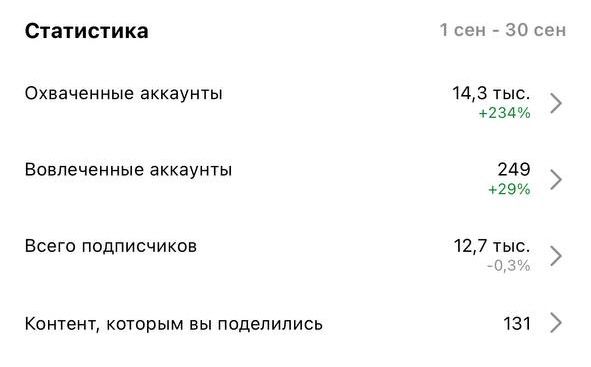 Статистика 1 сен - 30 сен
Охваченные аккаунты 14,3 тыс.
+234%
Вовлеченные аккаунты 249
+29%
Всего подписчиков 12,7 тыс.
-0,3%
Контент, которым вы поделились 131